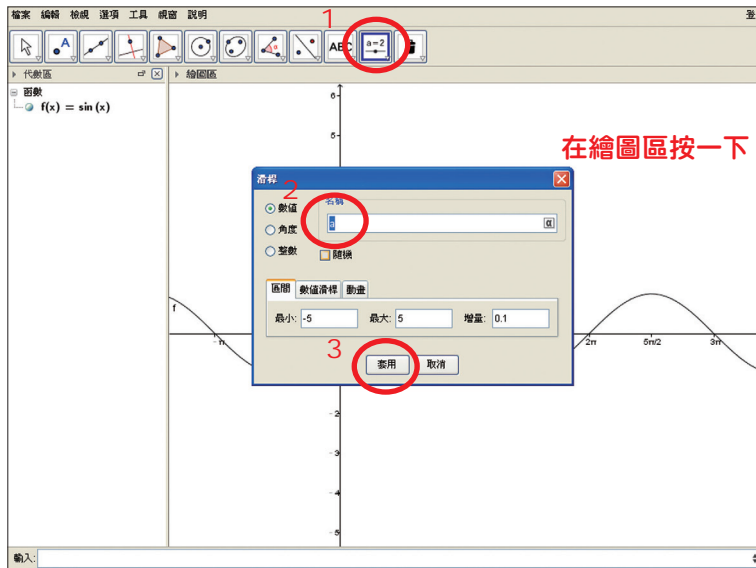 1
檔案 編輯 檢視 選項 工具 視窗 說明
登
A
α
ABC
a=2
代數區
繪圖區
函數
f(x) = sin (x)
6
5
在繪圖區按一下
滑桿
2
數值
名稱
a
α
角度
整數
隨機
區間 數值滑桿 動畫
最小: -5 最大: 5 增量: 0.1
3
套用 取消
f
-π
2π 5π/2 3π
-2
-3
-4
-5
輸入: